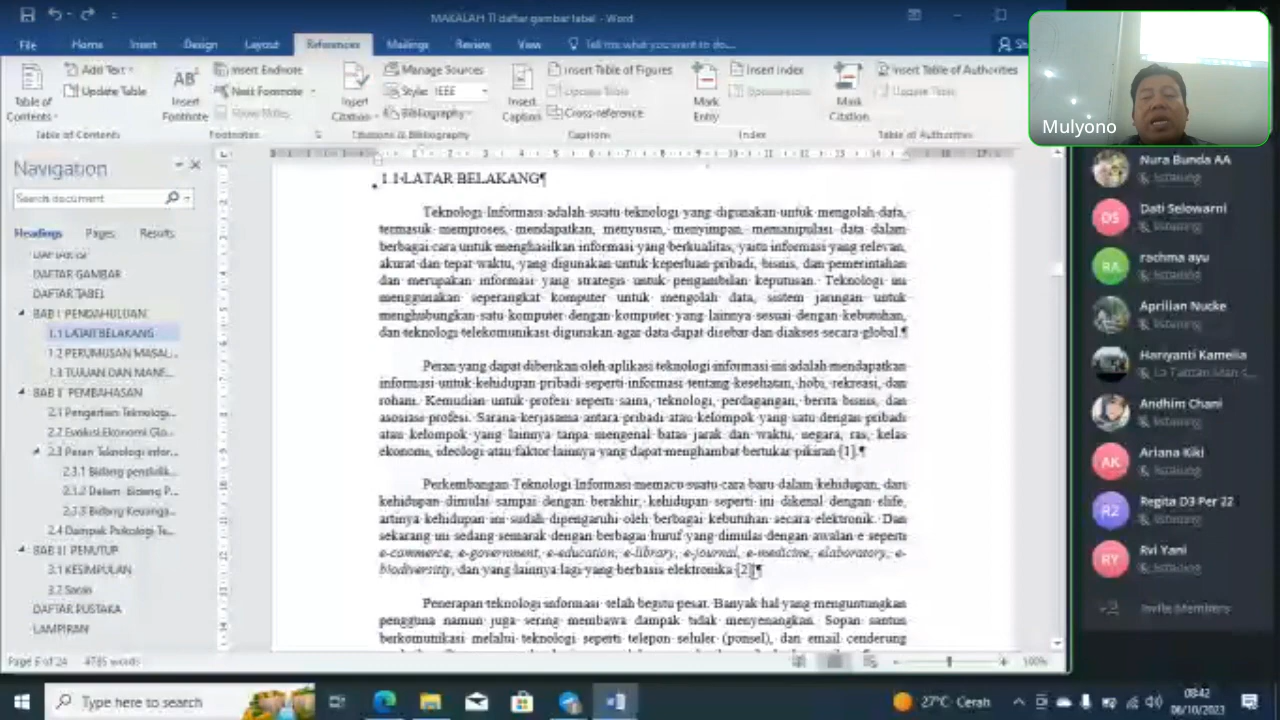 MAKALAH TI daftar gambar tabel - Word
File Home Insert Design Layout References Mailings Review View Tell me what you want to do...
Table of Contents
Add Text
Update Table
Table of Contents
AB
Insert Footnote
Insert Endnote
Next Footnote
Show Notes
Footnotes
Insert Citation
Manage Sources
Style: IEEE
Bibliography
Citations & Bibliography
Insert Caption
Insert Table of Figures
Update Table
Cross-reference
Captions
Mark Entry
Insert Index
Update Index
Index
Mark Citation
Insert Table of Authorities
Update Table
Table of Authorities
Navigation
Search document
Headings Pages Results
DAFTAR GAMBAR
DAFTAR TABEL
BAB I PENDAHULUAN
1.1 LATAR BELAKANG
1.2 PERUMUSAN MASAL...
1.3 TUJUAN DAN MANF...
BAB II PEMBAHASAN
2.1 Pengertian Teknologi...
2.2 Evolusi Ekonomi Glo...
2.3 Peran Teknologi Infor...
2.3.1 Bidang pendidik...
2.3.2 Dalam Bidang P...
2.3.3 Bidang Keuanga...
2.4 Dampak Psikologi Te...
BAB III PENUTUP
3.1 KESIMPULAN
3.2 Saran
DAFTAR PUSTAKA
LAMPIRAN
1.1 LATAR BELAKANG¶
Teknologi Informasi adalah suatu teknologi yang digunakan untuk mengolah data,
termasuk memproses, mendapatkan, menyusun, menyimpan, memanipulasi data dalam
berbagai cara untuk menghasilkan informasi yang berkualitas, yaitu informasi yang relevan,
akurat dan tepat waktu, yang digunakan untuk keperluan pribadi, bisnis, dan pemerintahan
dan merupakan informasi yang strategis untuk pengambilan keputusan. Teknologi ini
menggunakan seperangkat komputer untuk mengolah data, sistem jaringan untuk
menghubungkan satu komputer dengan komputer yang lainnya sesuai dengan kebutuhan,
dan teknologi telekomunikasi digunakan agar data dapat disebar dan diakses secara global.¶
Peran yang dapat diberikan oleh aplikasi teknologi informasi ini adalah mendapatkan
informasi untuk kehidupan pribadi seperti informasi tentang kesehatan, hobi, rekreasi, dan
rohani. Kemudian untuk profesi seperti sains, teknologi, perdagangan, berita bisnis, dan
asosiasi profesi. Sarana kerjasama antara pribadi atau kelompok yang satu dengan pribadi
atau kelompok yang lainnya tanpa mengenal batas jarak dan waktu, negara, ras, kelas
ekonomi, ideologi atau faktor lainnya yang dapat menghambat bertukar pikiran [1].¶
Perkembangan Teknologi Informasi memacu suatu cara baru dalam kehidupan, dari
kehidupan dimulai sampai dengan berakhir, kehidupan seperti ini dikenal dengan elife,
artinya kehidupan ini sudah dipengaruhi oleh berbagai kebutuhan secara elektronik. Dan
sekarang ini sedang semarak dengan berbagai huruf yang dimulai dengan awalan e seperti
e-commerce, e-government, e-education, e-library, e-journal, e-medicine, elaboratory, e-
biodiversitiy, dan yang lainnya lagi yang berbasis elektronika [2]¶
Penerapan teknologi informasi telah begitu pesat. Banyak hal yang menguntungkan
pengguna namun juga sering membawa dampak tidak menyenangkan. Sopan santun
berkomunikasi melalui teknologi seperti telepon seluler (ponsel), dan email cenderung
Page 6 of 24 4785 words
100%
Mulyono
Nura Bunda AA
listening
DS
Dati Selowarni
listening
RA
rachma ayu
listening
Aprilian Nucke
listening
Hariyanti Kamelia
Andhim Chani
listening
AK
Ariana Kiki
listening
R2
Regita D3 Per 22
listening
RY
Rvi Yani
listening
Invite Members
Type here to search
27°C Cerah
08:42
06/10/2023